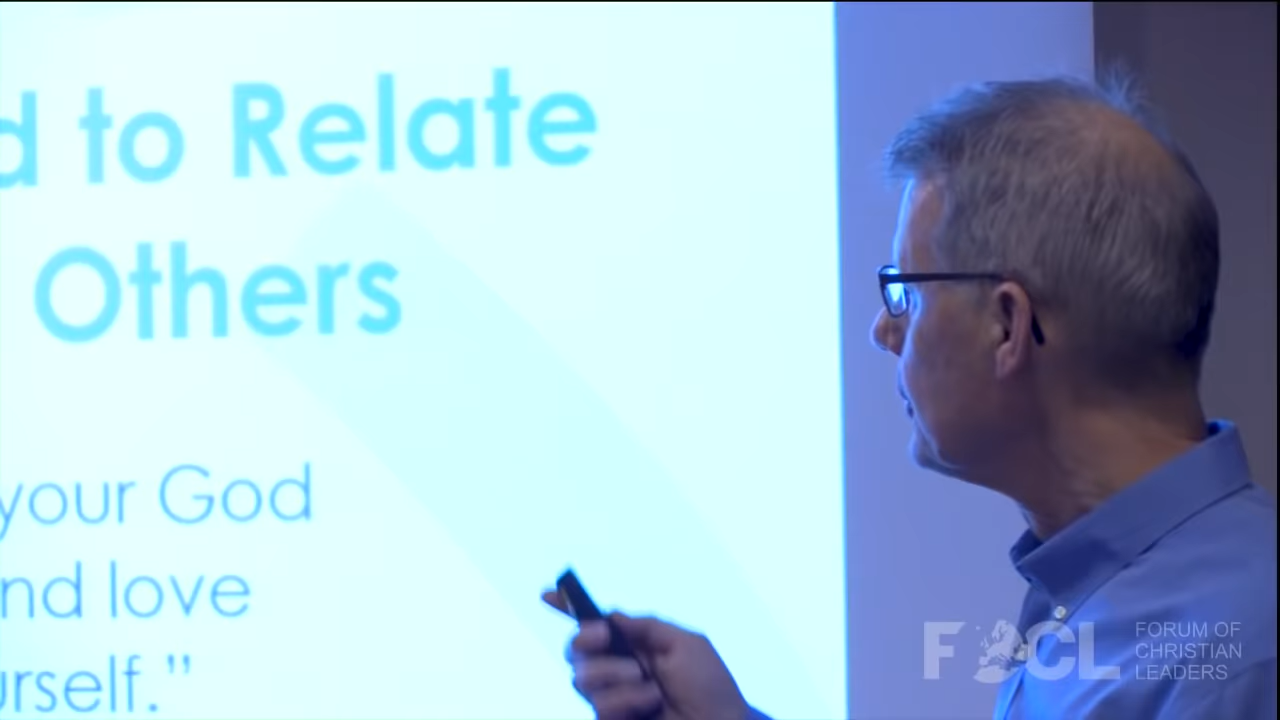 d to Relate
Others
your God
nd love
urself.”
FOCL
FORUM OF
CHRISTIAN
LEADERS